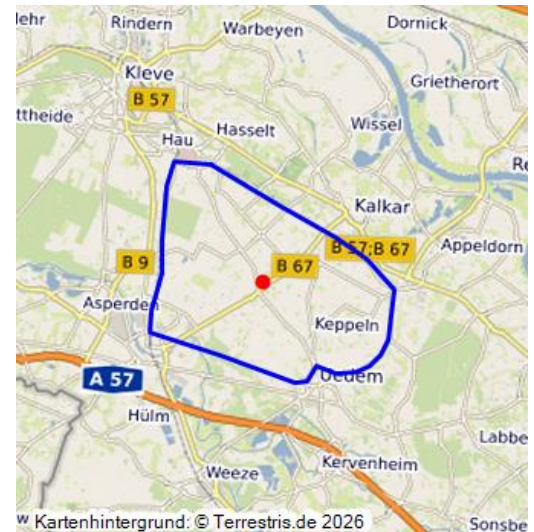 ehr
Rindern
Dornick
Warbeyen
Kleve
Grietherort
B 57
ttheide
Hasselt
Wissel
Hau
Re
Kalkar
B 57;B 67
Appeldorn
B 9
B 67
Asperden
Keppeln
A 57
Uedem
Hülm
Labbe
Kervenheim
Weeze
w Kartenhintergrund: © Terrestris.de 2026
Sonsbe